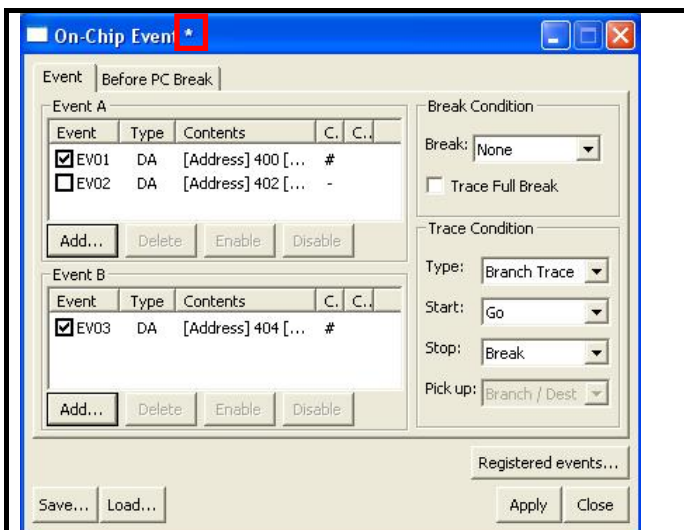 On-Chip Event *
Event Before PC Break
Event A
Event Type Contents C. C..
EV01 DA [Address] 400 [... #
EV02 DA [Address] 402 [... -
Add... Delete Enable Disable
Event B
Event Type Contents C. C..
EV03 DA [Address] 404 [... #
Add... Delete Enable Disable
Break Condition
Break: None
Trace Full Break
Trace Condition
Type: Branch Trace
Start: Go
Stop: Break
Pick up: Branch / Dest
Registered events...
Save... Load... Apply Close